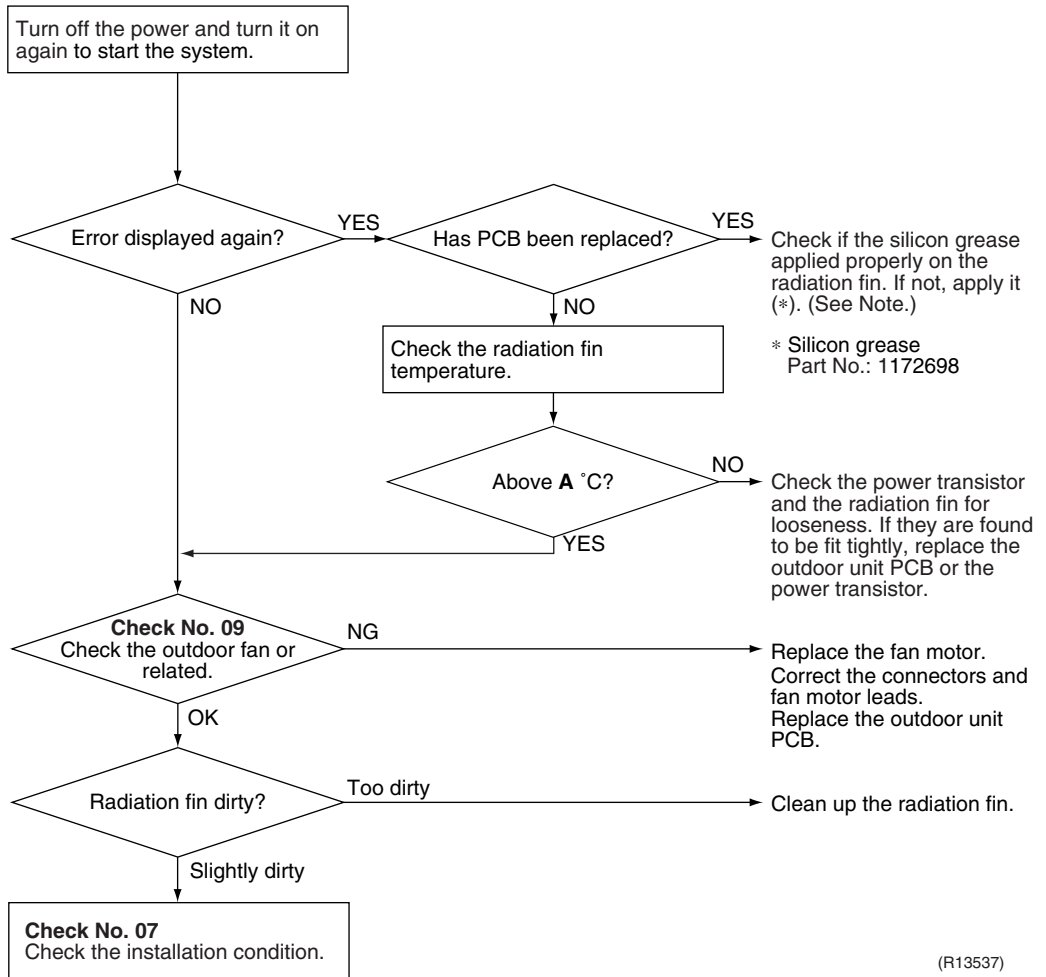 Turn off the power and turn it on
again to start the system.
Error displayed again?
YES
Has PCB been replaced?
YES
Check if the silicon grease
applied properly on the
radiation fin. If not, apply it
(*). (See Note.)
* Silicon grease
Part No.: 1172698
NO
NO
Check the radiation fin
temperature.
Above A ˚C?
NO
Check the power transistor
and the radiation fin for
looseness. If they are found
to be fit tightly, replace the
outdoor unit PCB or the
power transistor.
YES
Check No. 09
Check the outdoor fan or
related.
NG
Replace the fan motor.
Correct the connectors and
fan motor leads.
Replace the outdoor unit
PCB.
OK
Radiation fin dirty?
Too dirty
Clean up the radiation fin.
Slightly dirty
Check No. 07
Check the installation condition.
(R13537)